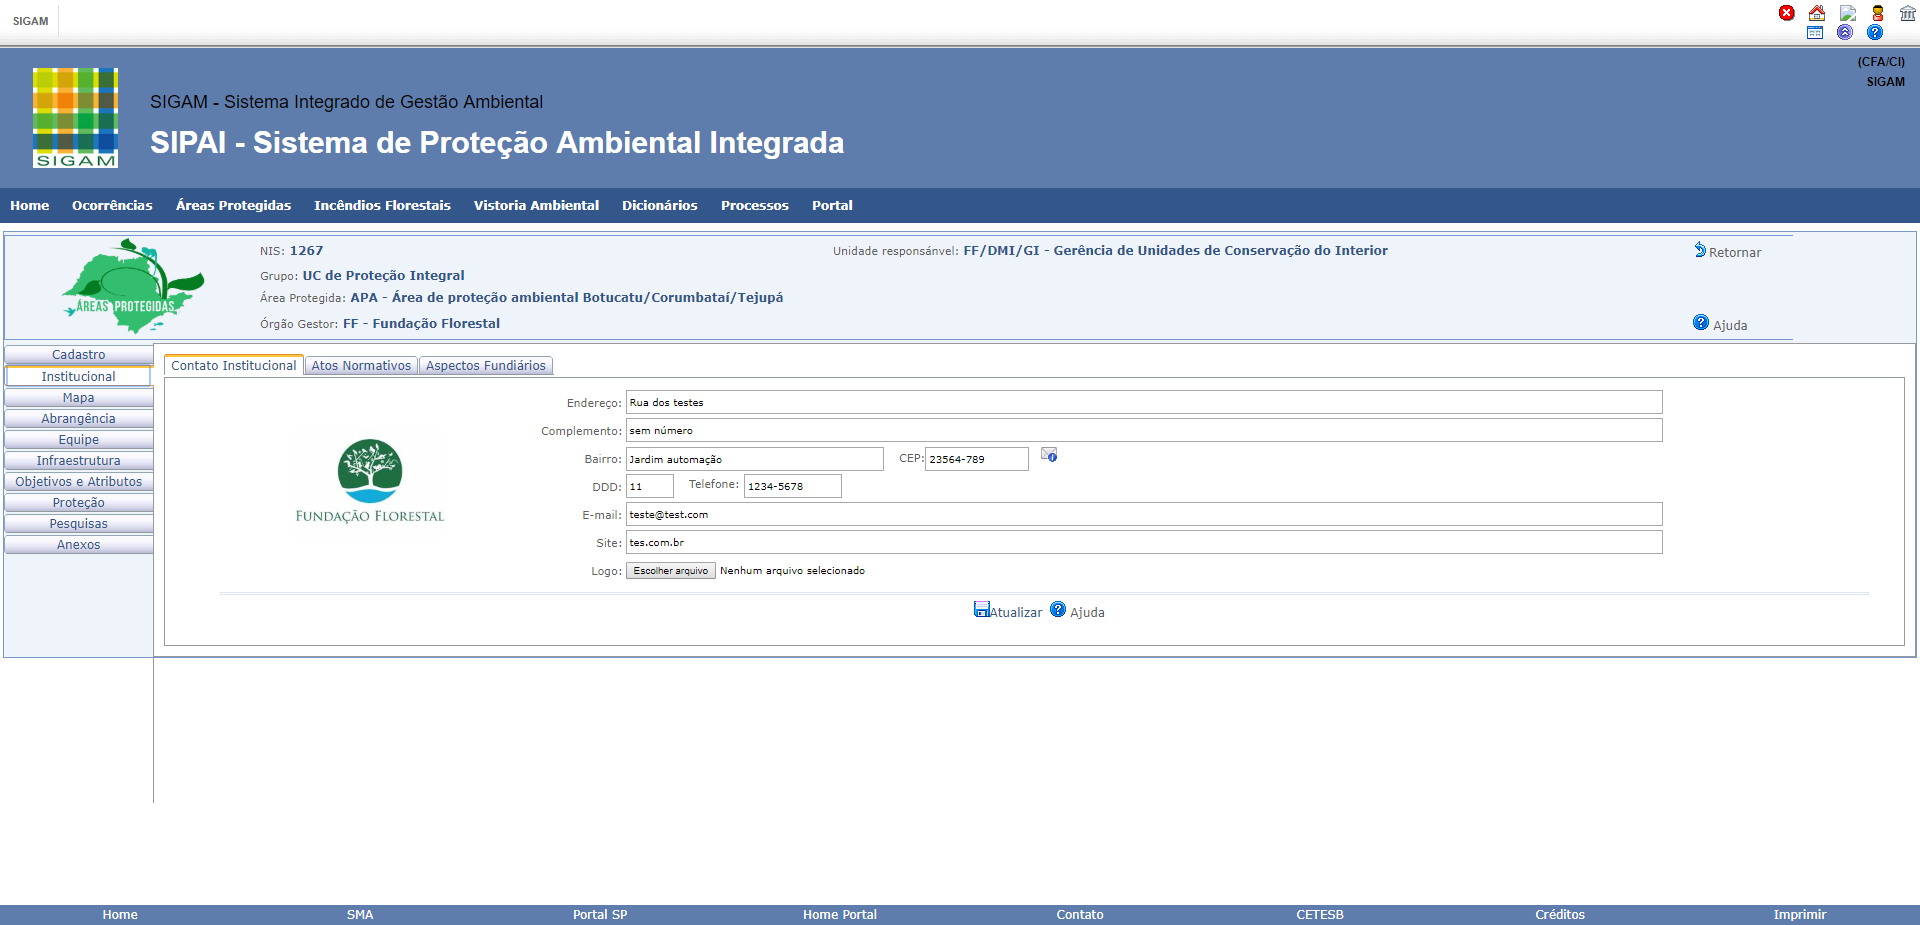 SIGAM
(CFA/CI)
SIGAM
SIGAM
SIGAM - Sistema Integrado de Gestão Ambiental
SIPAI - Sistema de Proteção Ambiental Integrada
Home Ocorrências Áreas Protegidas Incêndios Florestais Vistoria Ambiental Dicionários Processos Portal
ÁREAS PROTEGIDAS
NIS: 1267 Unidade responsánvel: FF/DMI/GI - Gerência de Unidades de Conservação do Interior Retornar
Grupo: UC de Proteção Integral
Área Protegida: APA - Área de proteção ambiental Botucatu/Corumbataí/Tejupá
Órgão Gestor: FF - Fundação Florestal Ajuda
Cadastro
Institucional
Mapa
Abrangência
Equipe
Infraestrutura
Objetivos e Atributos
Proteção
Pesquisas
Anexos
Contato Institucional Atos Normativos Aspectos Fundiários
FUNDAÇÃO FLORESTAL
Endereço: Rua dos testes
Complemento: sem número
Bairro: Jardim automação CEP: 23564-789
DDD: 11 Telefone: 1234-5678
E-mail: teste@test.com
Site: tes.com.br
Logo: Escolher arquivo Nenhum arquivo selecionado
Atualizar Ajuda
Home SMA Portal SP Home Portal Contato CETESB Créditos Imprimir